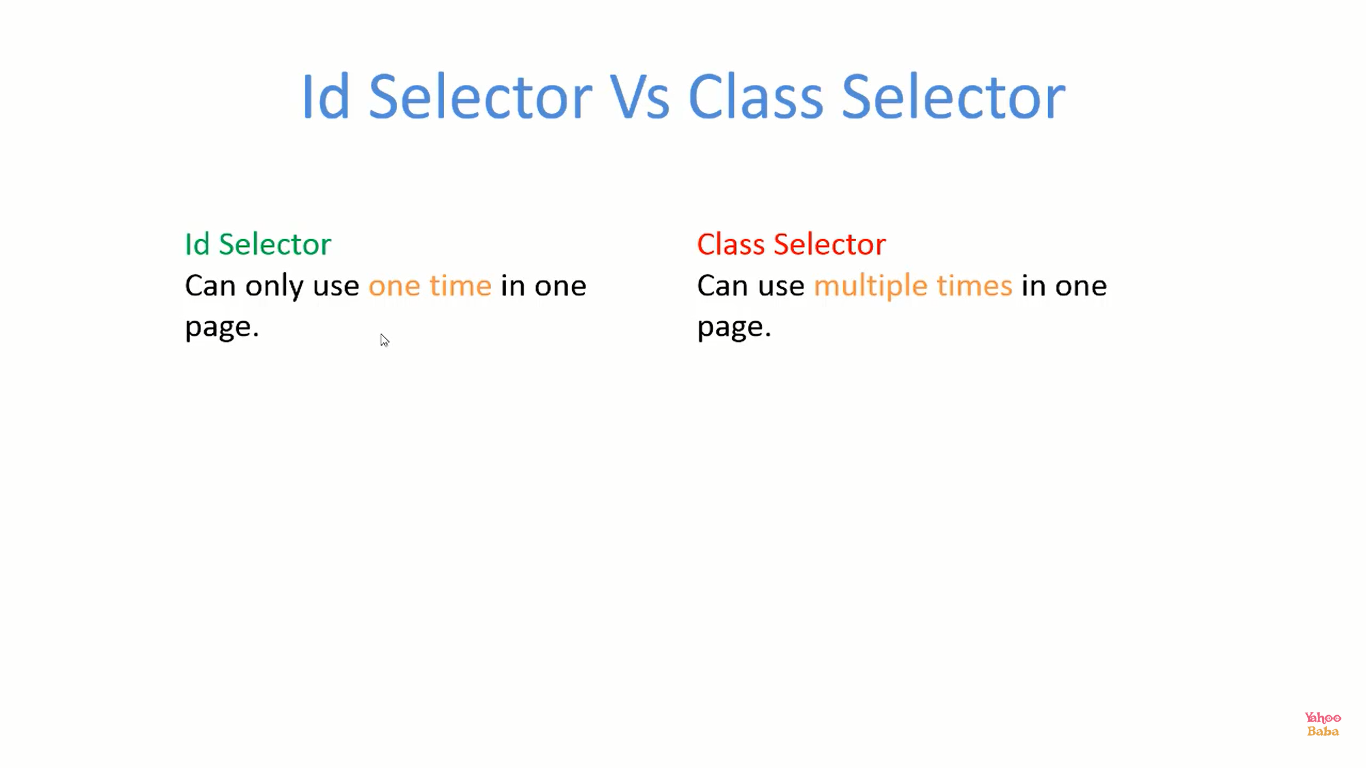 Id Selector Vs Class Selector
Id Selector
Can only use one time in one
page.
Class Selector
Can use multiple times in one
page.
Yahoo
Baba